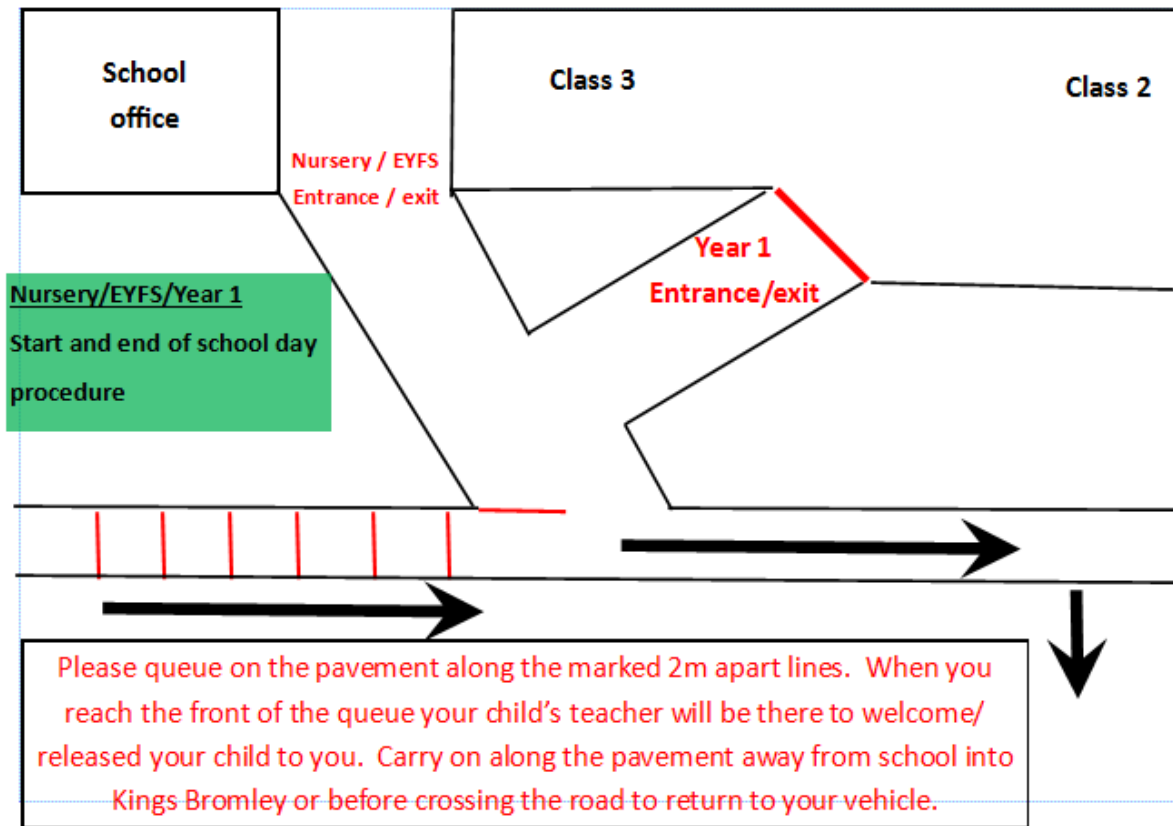 School
office
Class 3
Class 2
Nursery / EYFS
Entrance / exit
Year 1
Entrance/exit
Nursery/EYFS/Year 1
Start and end of school day
procedure
Please queue on the pavement along the marked 2m apart lines.  When you
reach the front of the queue your child’s teacher will be there to welcome/
released your child to you.  Carry on along the pavement away from school into
Kings Bromley or before crossing the road to return to your vehicle.